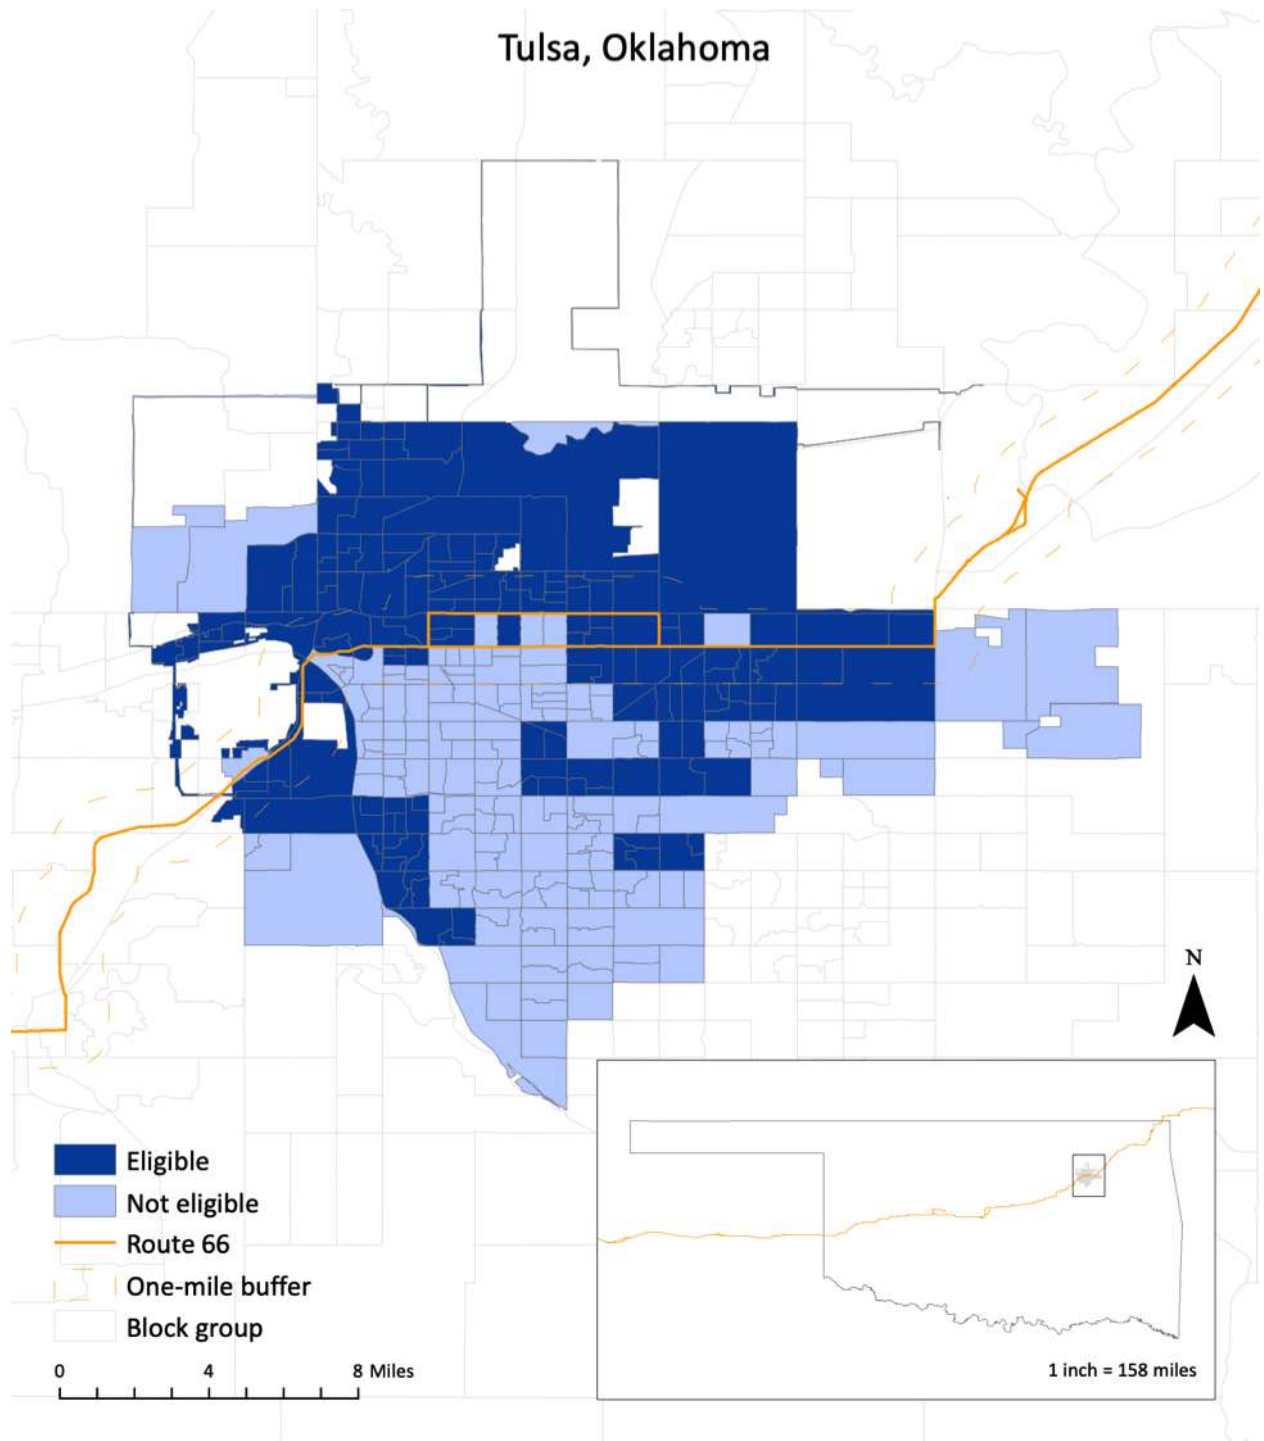 Tulsa, Oklahoma
N
Eligible
Not eligible
Route 66
One-mile buffer
Block group
0 4 8 Miles
1 inch = 158 miles